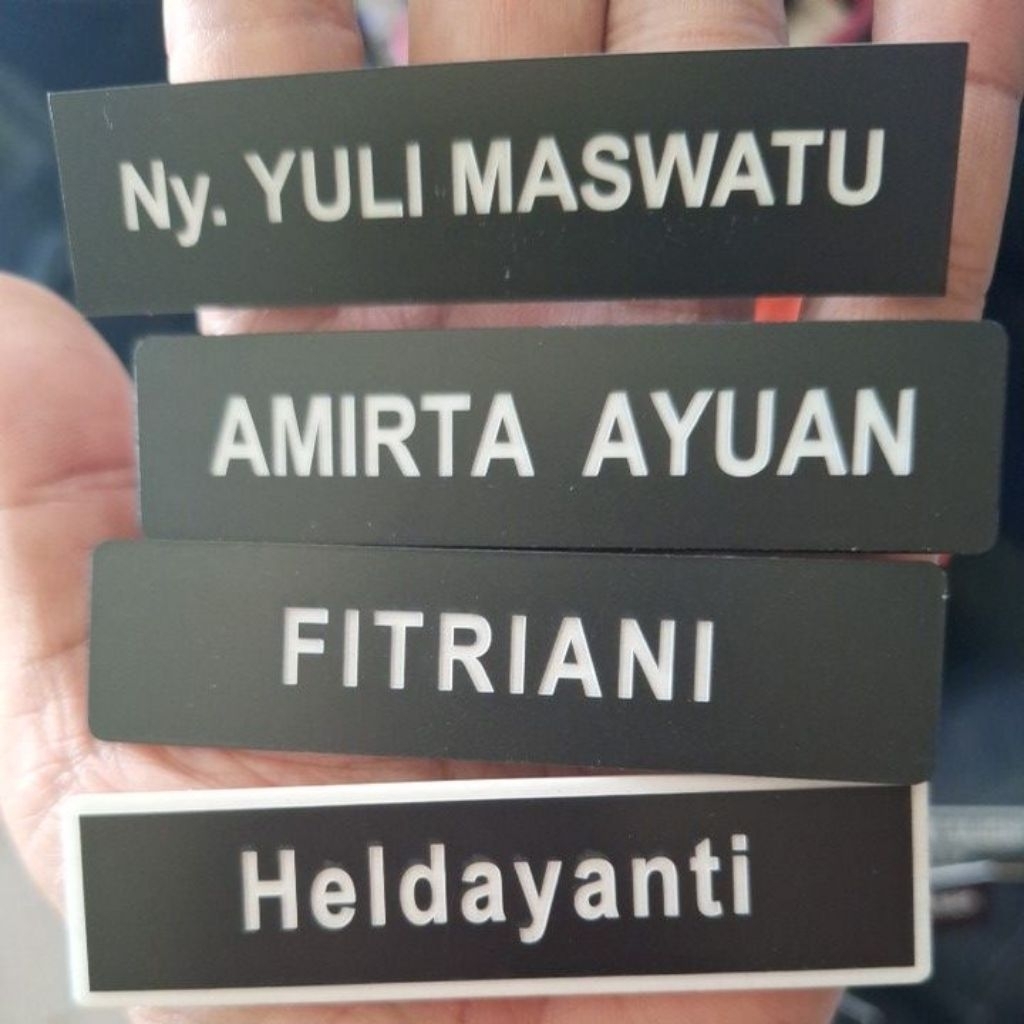 Ny. YULI MASWATU
AMIRTA AYUAN
FITRIANI
Heldayanti